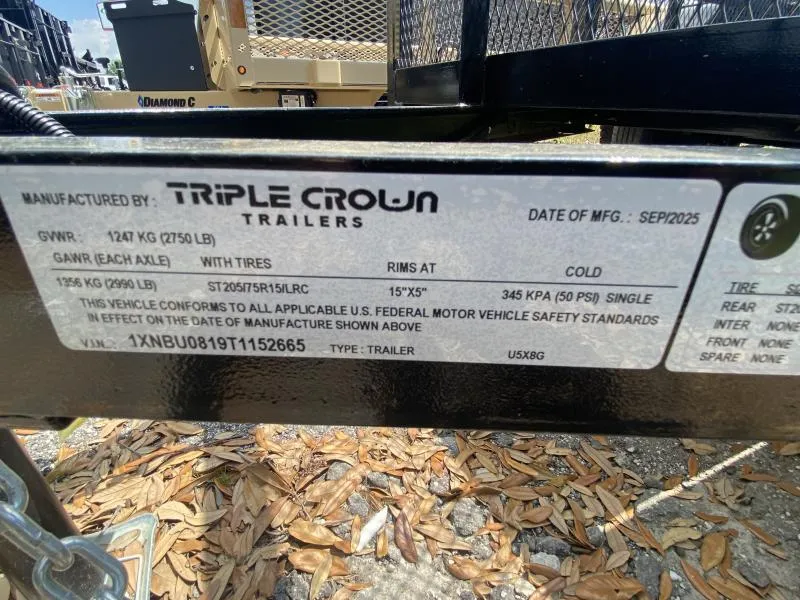 DIAMOND C
MANUFACTURED BY : TRIPLE CROWN
TRAILERS
DATE OF MFG. : SEP/2025
GVWR : 1247 KG (2750 LB)
GAWR (EACH AXLE) WITH TIRES RIMS AT COLD
1356 KG (2990 LB) ST205/75R15/LRC 15"X5" 345 KPA (50 PSI) SINGLE
THIS VEHICLE CONFORMS TO ALL APPLICABLE U.S. FEDERAL MOTOR VEHICLE SAFETY STANDARDS
IN EFFECT ON THE DATE OF MANUFACTURE SHOWN ABOVE
V.I.N. : 1XNBU0819T1152665 TYPE : TRAILER U5X8G
TIRE
REAR
INTER NONE
FRONT NONE
SPARE NONE